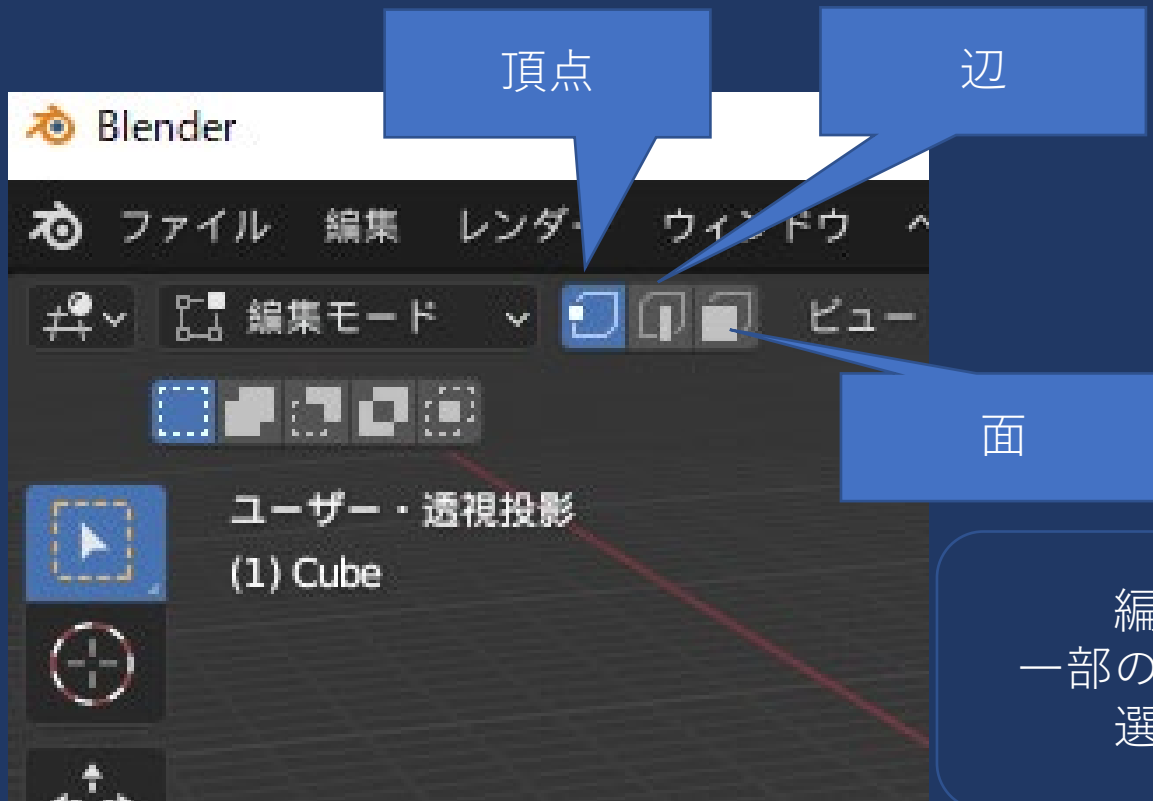 頂点
辺
Blender
ファイル 編集 レンダー ウィンドウ ヘ
編集モード ビュー
面
ユーザー・透視投影
(1) Cube
編
一部の
選